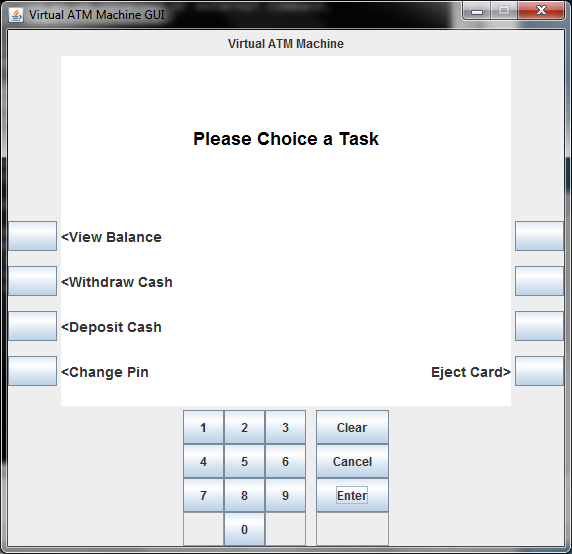 Virtual ATM Machine GUI
Virtual ATM Machine
Please Choice a Task
<View Balance
<Withdraw Cash
<Deposit Cash
<Change Pin
Eject Card>
1 2 3 Clear
4 5 6 Cancel
7 8 9 Enter
0